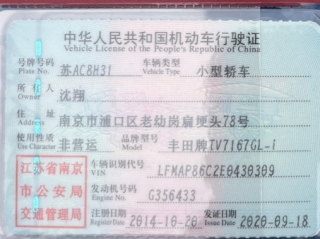 中华人民共和国机动车行驶证
Vehicle License of the People's Republic of China
号牌号码 苏AC8H31 车辆类型 小型轿车
Plate No. Vehicle Type
所有人 沈翔
Owner
住址 南京市浦口区老幼岗扁埂头78号
Address
使用性质 非营运 品牌型号 丰田牌TV7167GL-i
Use Character Model
江苏省南京市公安局交通管理局
车辆识别代号 LFMAP86C2E0430309
VIN
发动机号码 G356433
Engine No.
注册日期 2014-10-20 发证日期 2020-09-18
Register Date Issue Date